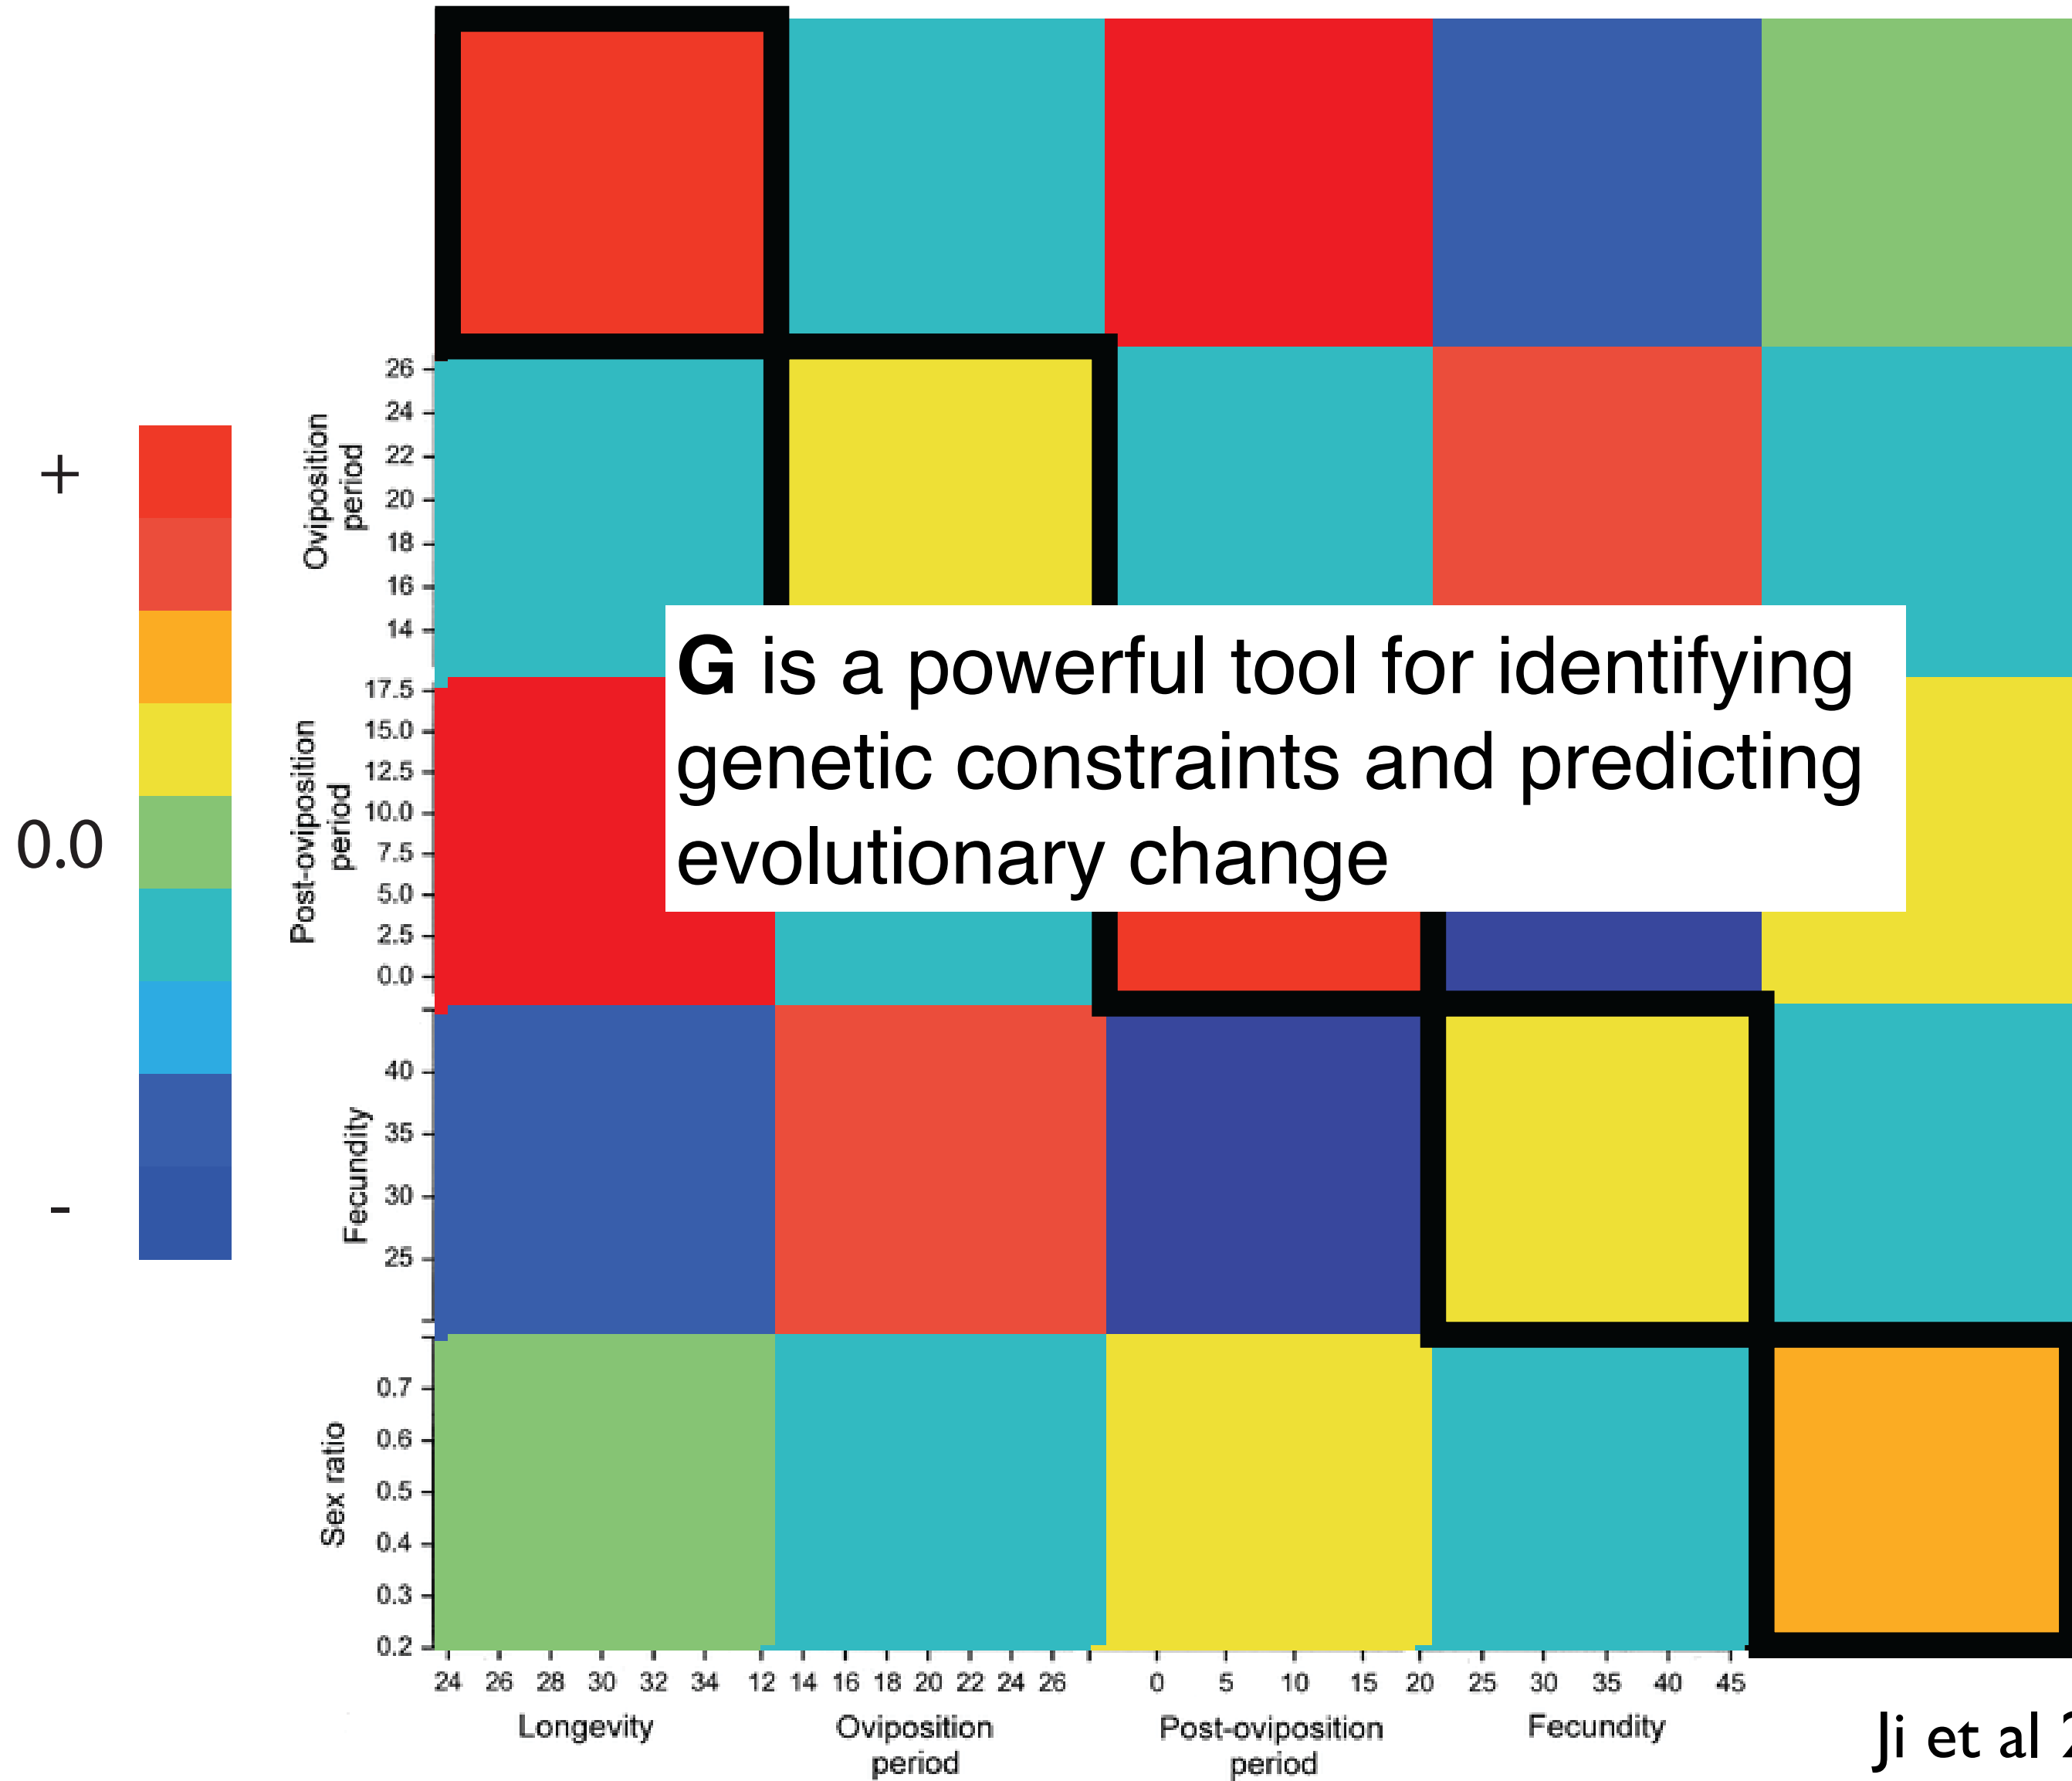 +
0.0
-
Oviposition
period
26
24
22
20
18
16
14
Post-oviposition
period
17.5
15.0
12.5
10.0
7.5
5.0
2.5
0.0
G is a powerful tool for identifying
genetic constraints and predicting
evolutionary change
Fecundity
40
35
30
25
Sex ratio
0.7
0.6
0.5
0.4
0.3
0.2
24 26 28 30 32 34 12 14 16 18 20 22 24 26 0 5 10 15 20 25 30 35 40 45
Longevity
Oviposition
period
Post-oviposition
period
Fecundity
Ji et al